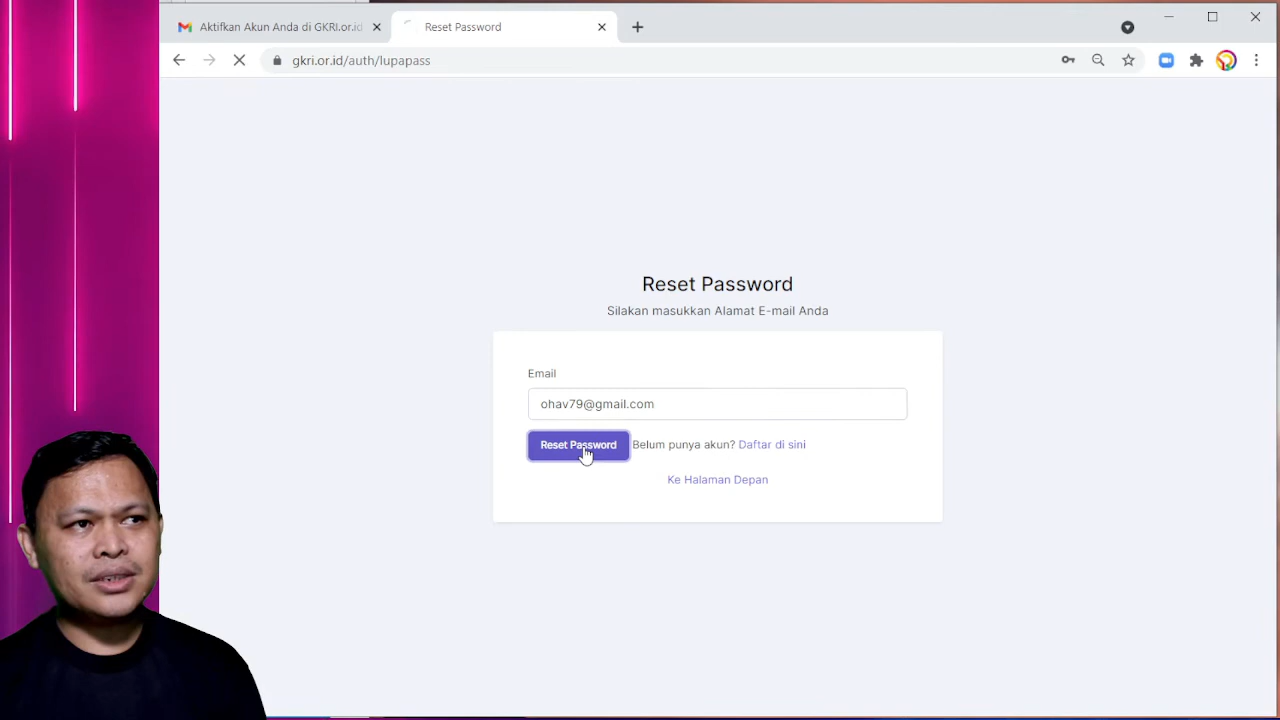 Aktifkan Akun Anda di GKRI.or.id
Reset Password
gkri.or.id/auth/lupapass
Reset Password
Silakan masukkan Alamat E-mail Anda
Email
ohav79@gmail.com
Reset Password Belum punya akun? Daftar di sini
Ke Halaman Depan